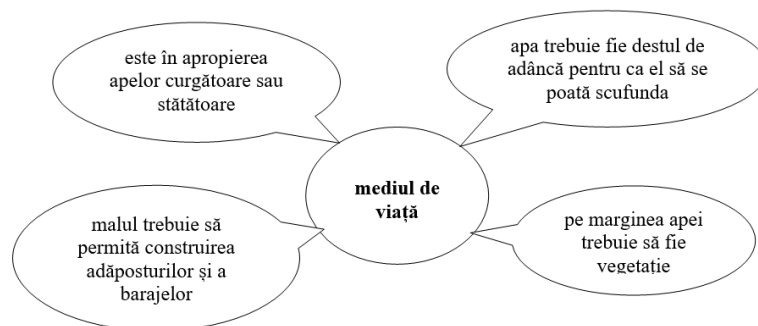 este în apropierea
apelor curgătoare sau
stătătoare
apa trebuie fie destul de
adâncă pentru ca el să se
poată scufunda
mediul de
viață
malul trebuie să
permită construirea
adăposturilor și a
barajelor
pe marginea apei
trebuie să fie
vegetație